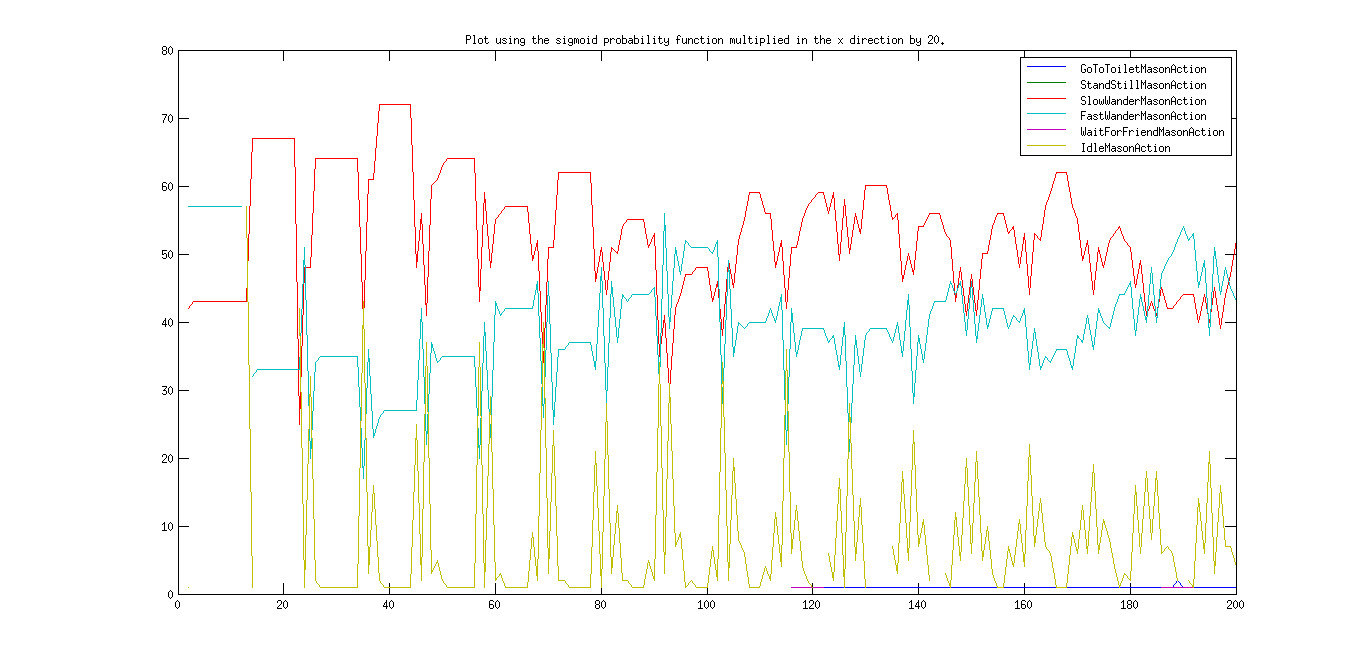 Plot using the sigmoid probability function multiplied in the x direction by 20.
80
70
60
50
40
30
20
10
0
GoToToiletMasonAction
StandStillMasonAction
SlowWanderMasonAction
FastWanderMasonAction
WaitForFriendMasonAction
IdleMasonAction
0 20 40 60 80 100 120 140 160 180 200